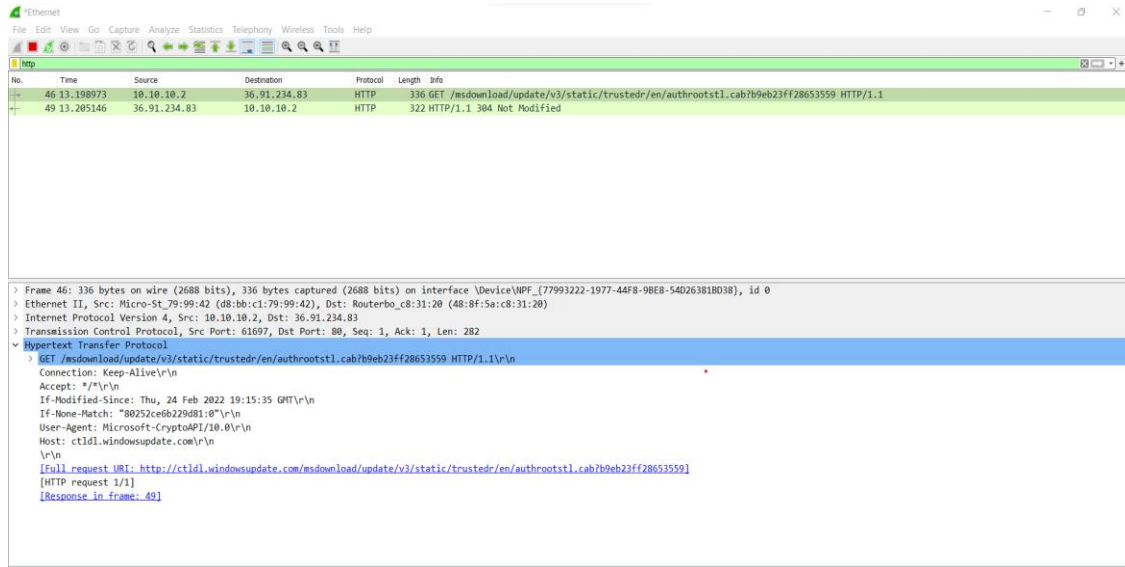 *Ethernet
File Edit View Go Capture Analyze Statistics Telephony Wireless Tools Help
http
No. Time Source Destination Protocol Length Info
46 13.198973 10.10.10.2 36.91.234.83 HTTP 336 GET /msdownload/update/v3/static/trustedr/en/authrootstl.cab?b9eb23ff28653559 HTTP/1.1
49 13.205146 36.91.234.83 10.10.10.2 HTTP 322 HTTP/1.1 304 Not Modified
> Frame 46: 336 bytes on wire (2688 bits), 336 bytes captured (2688 bits) on interface \Device\NPF_{77993222-1977-44F8-9BE8-54D26381BD38}, id 0
> Ethernet II, Src: Micro-St_79:99:42 (d8:bb:c1:79:99:42), Dst: Routerbo_c8:31:20 (48:8f:5a:c8:31:20)
> Internet Protocol Version 4, Src: 10.10.10.2, Dst: 36.91.234.83
> Transmission Control Protocol, Src Port: 61697, Dst Port: 80, Seq: 1, Ack: 1, Len: 282
Hypertext Transfer Protocol
> GET /msdownload/update/v3/static/trustedr/en/authrootstl.cab?b9eb23ff28653559 HTTP/1.1\r\n
Connection: Keep-Alive\r\n
Accept: */*\r\n
If-Modified-Since: Thu, 24 Feb 2022 19:15:35 GMT\r\n
If-None-Match: "80252ce6b229d81:0"\r\n
User-Agent: Microsoft-CryptoAPI/10.0\r\n
Host: ctldl.windowsupdate.com\r\n
\r\n
[Full request URI: http://ctldl.windowsupdate.com/msdownload/update/v3/static/trustedr/en/authrootstl.cab?b9eb23ff28653559]
[HTTP request 1/1]
[Response in frame: 49]